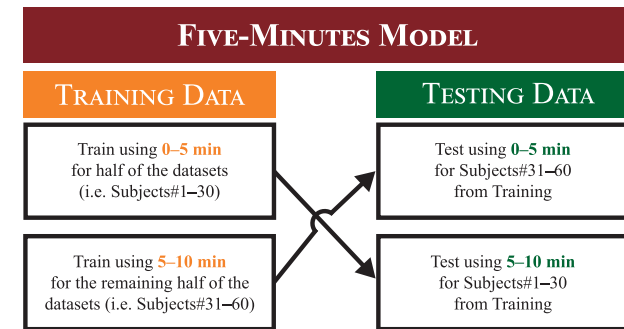 FIVE-MINUTES MODEL
TRAINING DATA
Train using 0–5 min
for half of the datasets
(i.e. Subjects#1–30)
Train using 5–10 min
for the remaining half of the
datasets (i.e. Subjects#31–60)
TESTING DATA
Test using 0–5 min
for Subjects#31–60
from Training
Test using 5–10 min
for Subjects#1–30
from Training